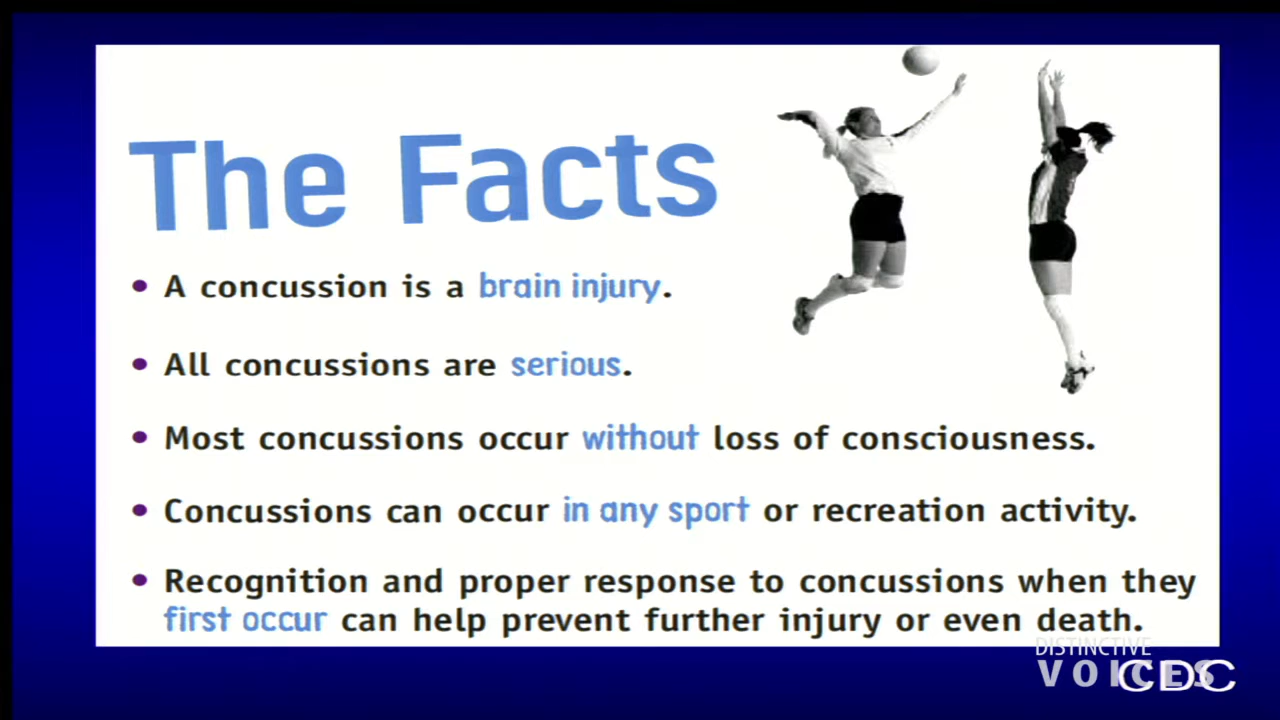 The Facts
• A concussion is a brain injury.
• All concussions are serious.
• Most concussions occur without loss of consciousness.
• Concussions can occur in any sport or recreation activity.
• Recognition and proper response to concussions when they
first occur can help prevent further injury or even death.
DISTINCTIVE
VOICES
CDC